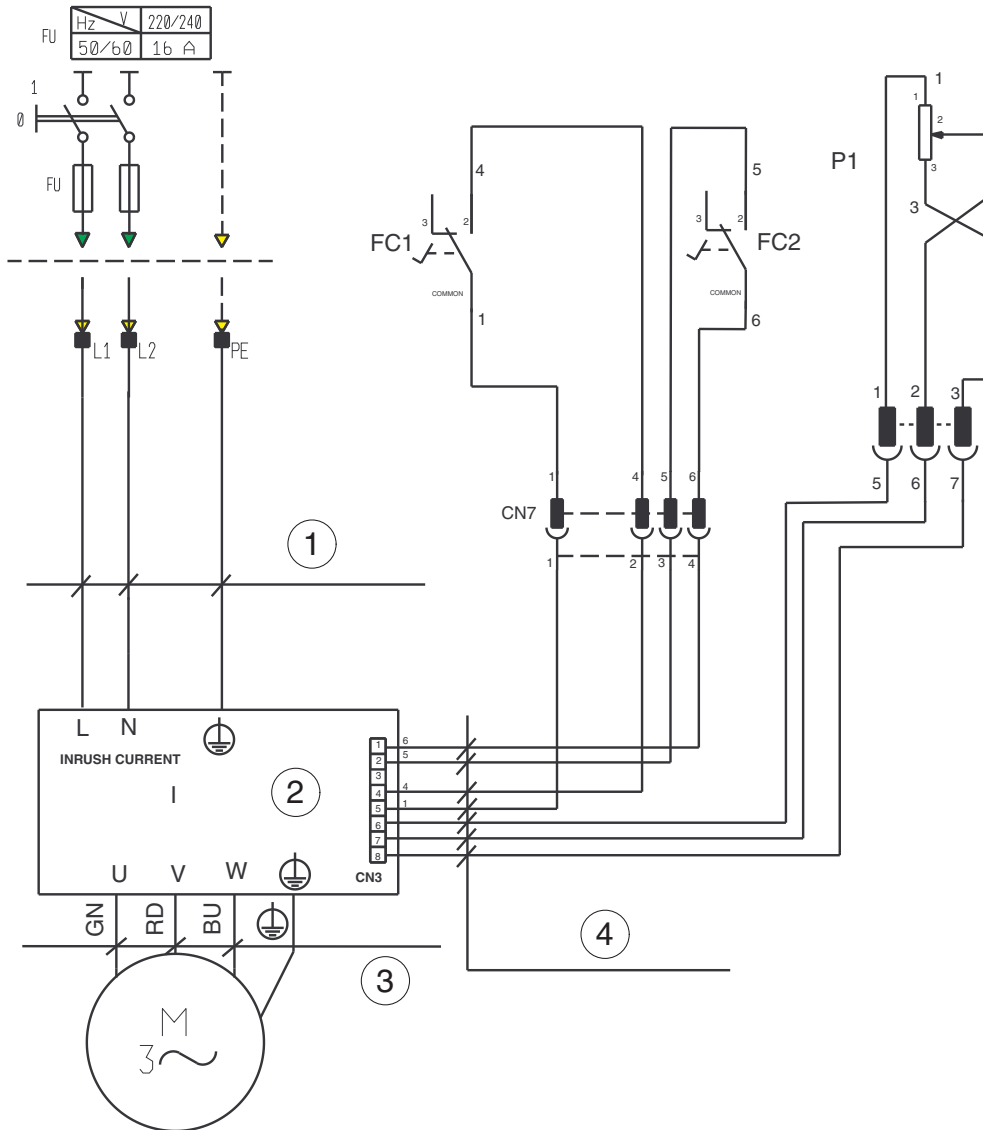 Hz V 220/240
FU
50/60 16 A
1
0
FU
L1 L2 PE
4
3 2
FC1
COMMON
1
5
3 2
FC2
COMMON
6
1
1
2
P1
3
3
1 2 3
5 6 7
1 4 5 6
CN7
1 2 3 4
1
L N
INRUSH CURRENT
I
2
1 6
2 5
3
4 4
5 1
6
7
8
CN3
U V W
GN RD BU
3
4
M
3~